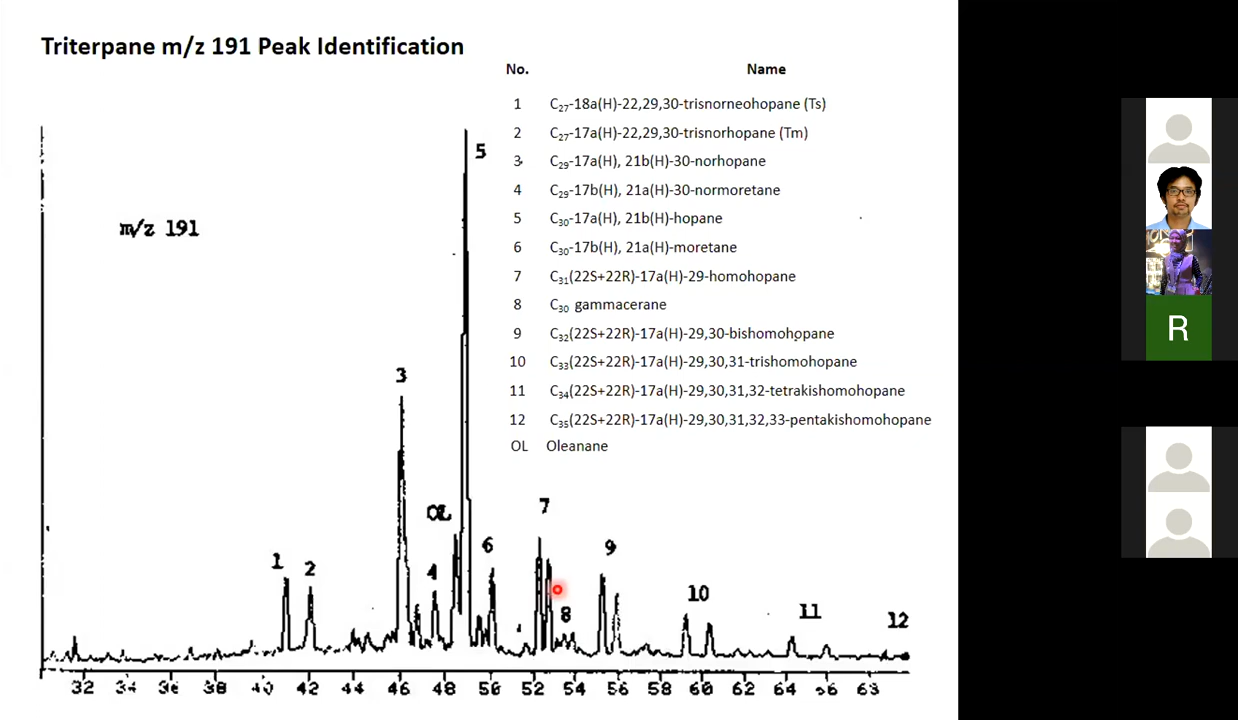 Triterpane m/z 191 Peak Identification
No. Name
1 C27-18a(H)-22,29,30-trisnorneohopane (Ts)
2 C27-17a(H)-22,29,30-trisnorhopane (Tm)
3 C29-17a(H), 21b(H)-30-norhopane
4 C29-17b(H), 21a(H)-30-normoretane
5 C30-17a(H), 21b(H)-hopane
6 C30-17b(H), 21a(H)-moretane
7 C31(22S+22R)-17a(H)-29-homohopane
8 C30 gammacerane
9 C32(22S+22R)-17a(H)-29,30-bishomohopane
10 C33(22S+22R)-17a(H)-29,30,31-trishomohopane
11 C34(22S+22R)-17a(H)-29,30,31,32-tetrakishomohopane
12 C35(22S+22R)-17a(H)-29,30,31,32,33-pentakishomohopane
OL Oleanane
m/z 191
5
3
OL
7
1
2
4
6
9
8
10
11
12
32 34 36 38 40 42 44 46 48 50 52 54 56 58 60 62 64
R